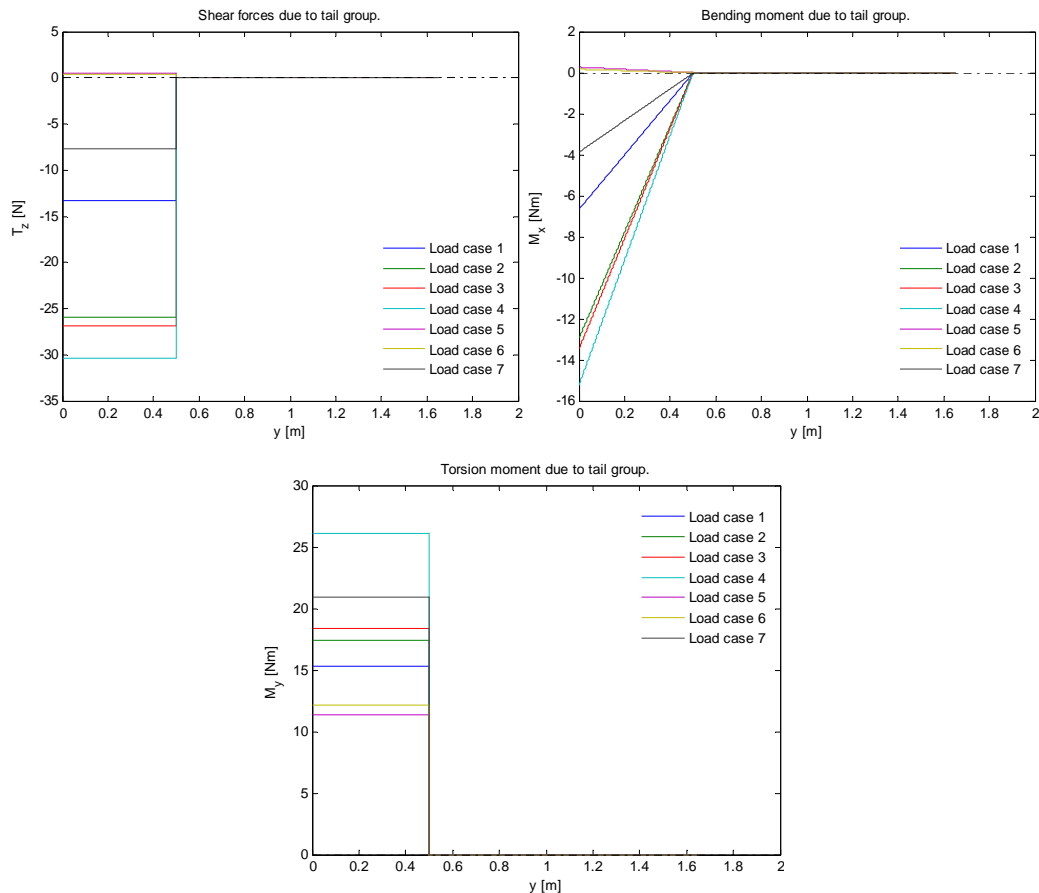 Shear forces due to tail group.
5
0
-5
-10
-15
-20
-25
-30
-35
T_z [N]
Load case 1
Load case 2
Load case 3
Load case 4
Load case 5
Load case 6
Load case 7
0 0.2 0.4 0.6 0.8 1 1.2 1.4 1.6 1.8 2
y [m]
Bending moment due to tail group.
2
0
-2
-4
-6
-8
-10
-12
-14
-16
M_x [Nm]
Load case 1
Load case 2
Load case 3
Load case 4
Load case 5
Load case 6
Load case 7
0 0.2 0.4 0.6 0.8 1 1.2 1.4 1.6 1.8 2
y [m]
Torsion moment due to tail group.
30
25
20
15
10
5
0
M_y [Nm]
Load case 1
Load case 2
Load case 3
Load case 4
Load case 5
Load case 6
Load case 7
0 0.2 0.4 0.6 0.8 1 1.2 1.4 1.6 1.8 2
y [m]